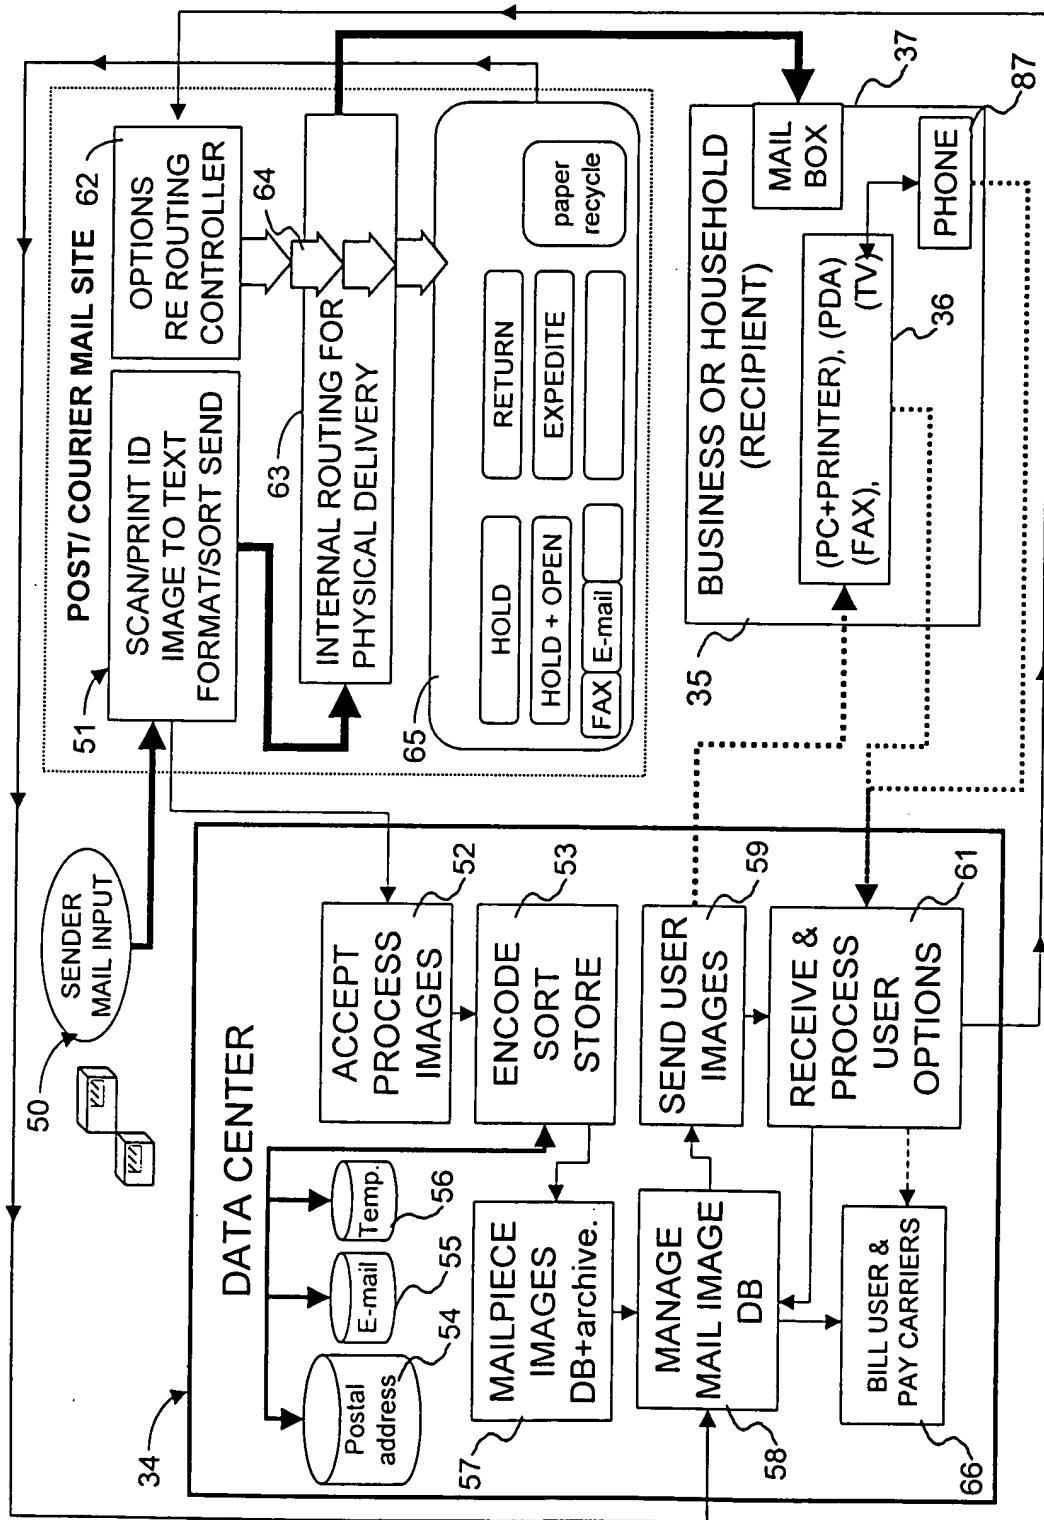 50
SENDER
MAIL INPUT
POST/ COURIER MAIL SITE
51
SCAN/PRINT ID
IMAGE TO TEXT
FORMAT/SORT SEND
62
OPTIONS
RE ROUTING
CONTROLLER
64
63
INTERNAL ROUTING FOR
PHYSICAL DELIVERY
65
HOLD
RETURN
HOLD + OPEN
EXPEDITE
FAX
E-mail
paper
recycle
34
DATA CENTER
Postal
address
54
E-mail
55
Temp.
56
ACCEPT
PROCESS
IMAGES
52
ENCODE
SORT
STORE
53
MAILPIECE
IMAGES
DB+archive.
57
MANAGE
MAIL IMAGE
DB
58
SEND USER
IMAGES
59
RECEIVE &
PROCESS
USER
OPTIONS
61
BILL USER &
PAY CARRIERS
66
35
BUSINESS OR HOUSEHOLD
(RECIPIENT)
MAIL
BOX
37
(PC+PRINTER), (PDA)
(FAX), (TV)
36
PHONE
87